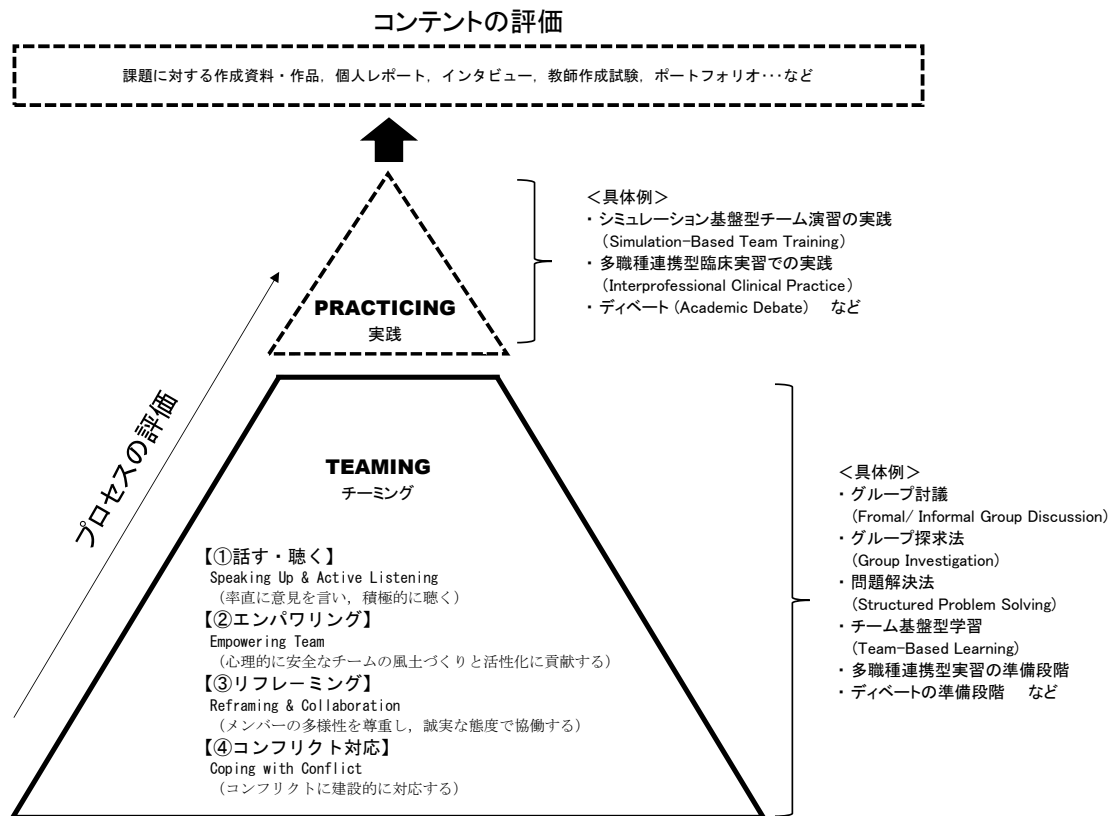 コンテントの評価
課題に対する作成資料・作品，個人レポート，インタビュー，教師作成試験，ポートフォリオ・・・など
＜具体例＞
・シミュレーション基盤型チーム演習の実践
（Simulation-Based Team Training）
・多職種連携型臨床実習での実践
（Interprofessional Clinical Practice）
・ディベート（Academic Debate）　など
PRACTICING
実践
プロセスの評価
TEAMING
チーミング
【①話す・聴く】
Speaking Up & Active Listening
（率直に意見を言い，積極的に聴く）
【②エンパワリング】
Empowering Team
（心理的に安全なチームの風土づくりと活性化に貢献する）
【③リフレーミング】
Reframing & Collaboration
（メンバーの多様性を尊重し，誠実な態度で協働する）
【④コンフリクト対応】
Coping with Conflict
（コンフリクトに建設的に対応する）
＜具体例＞
・グループ討議
（Fromal/ Informal Group Discussion）
・グループ探求法
（Group Investigation）
・問題解決法
（Structured Problem Solving）
・チーム基盤型学習
（Team-Based Learning）
・多職種連携型実習の準備段階
・ディベートの準備段階　など